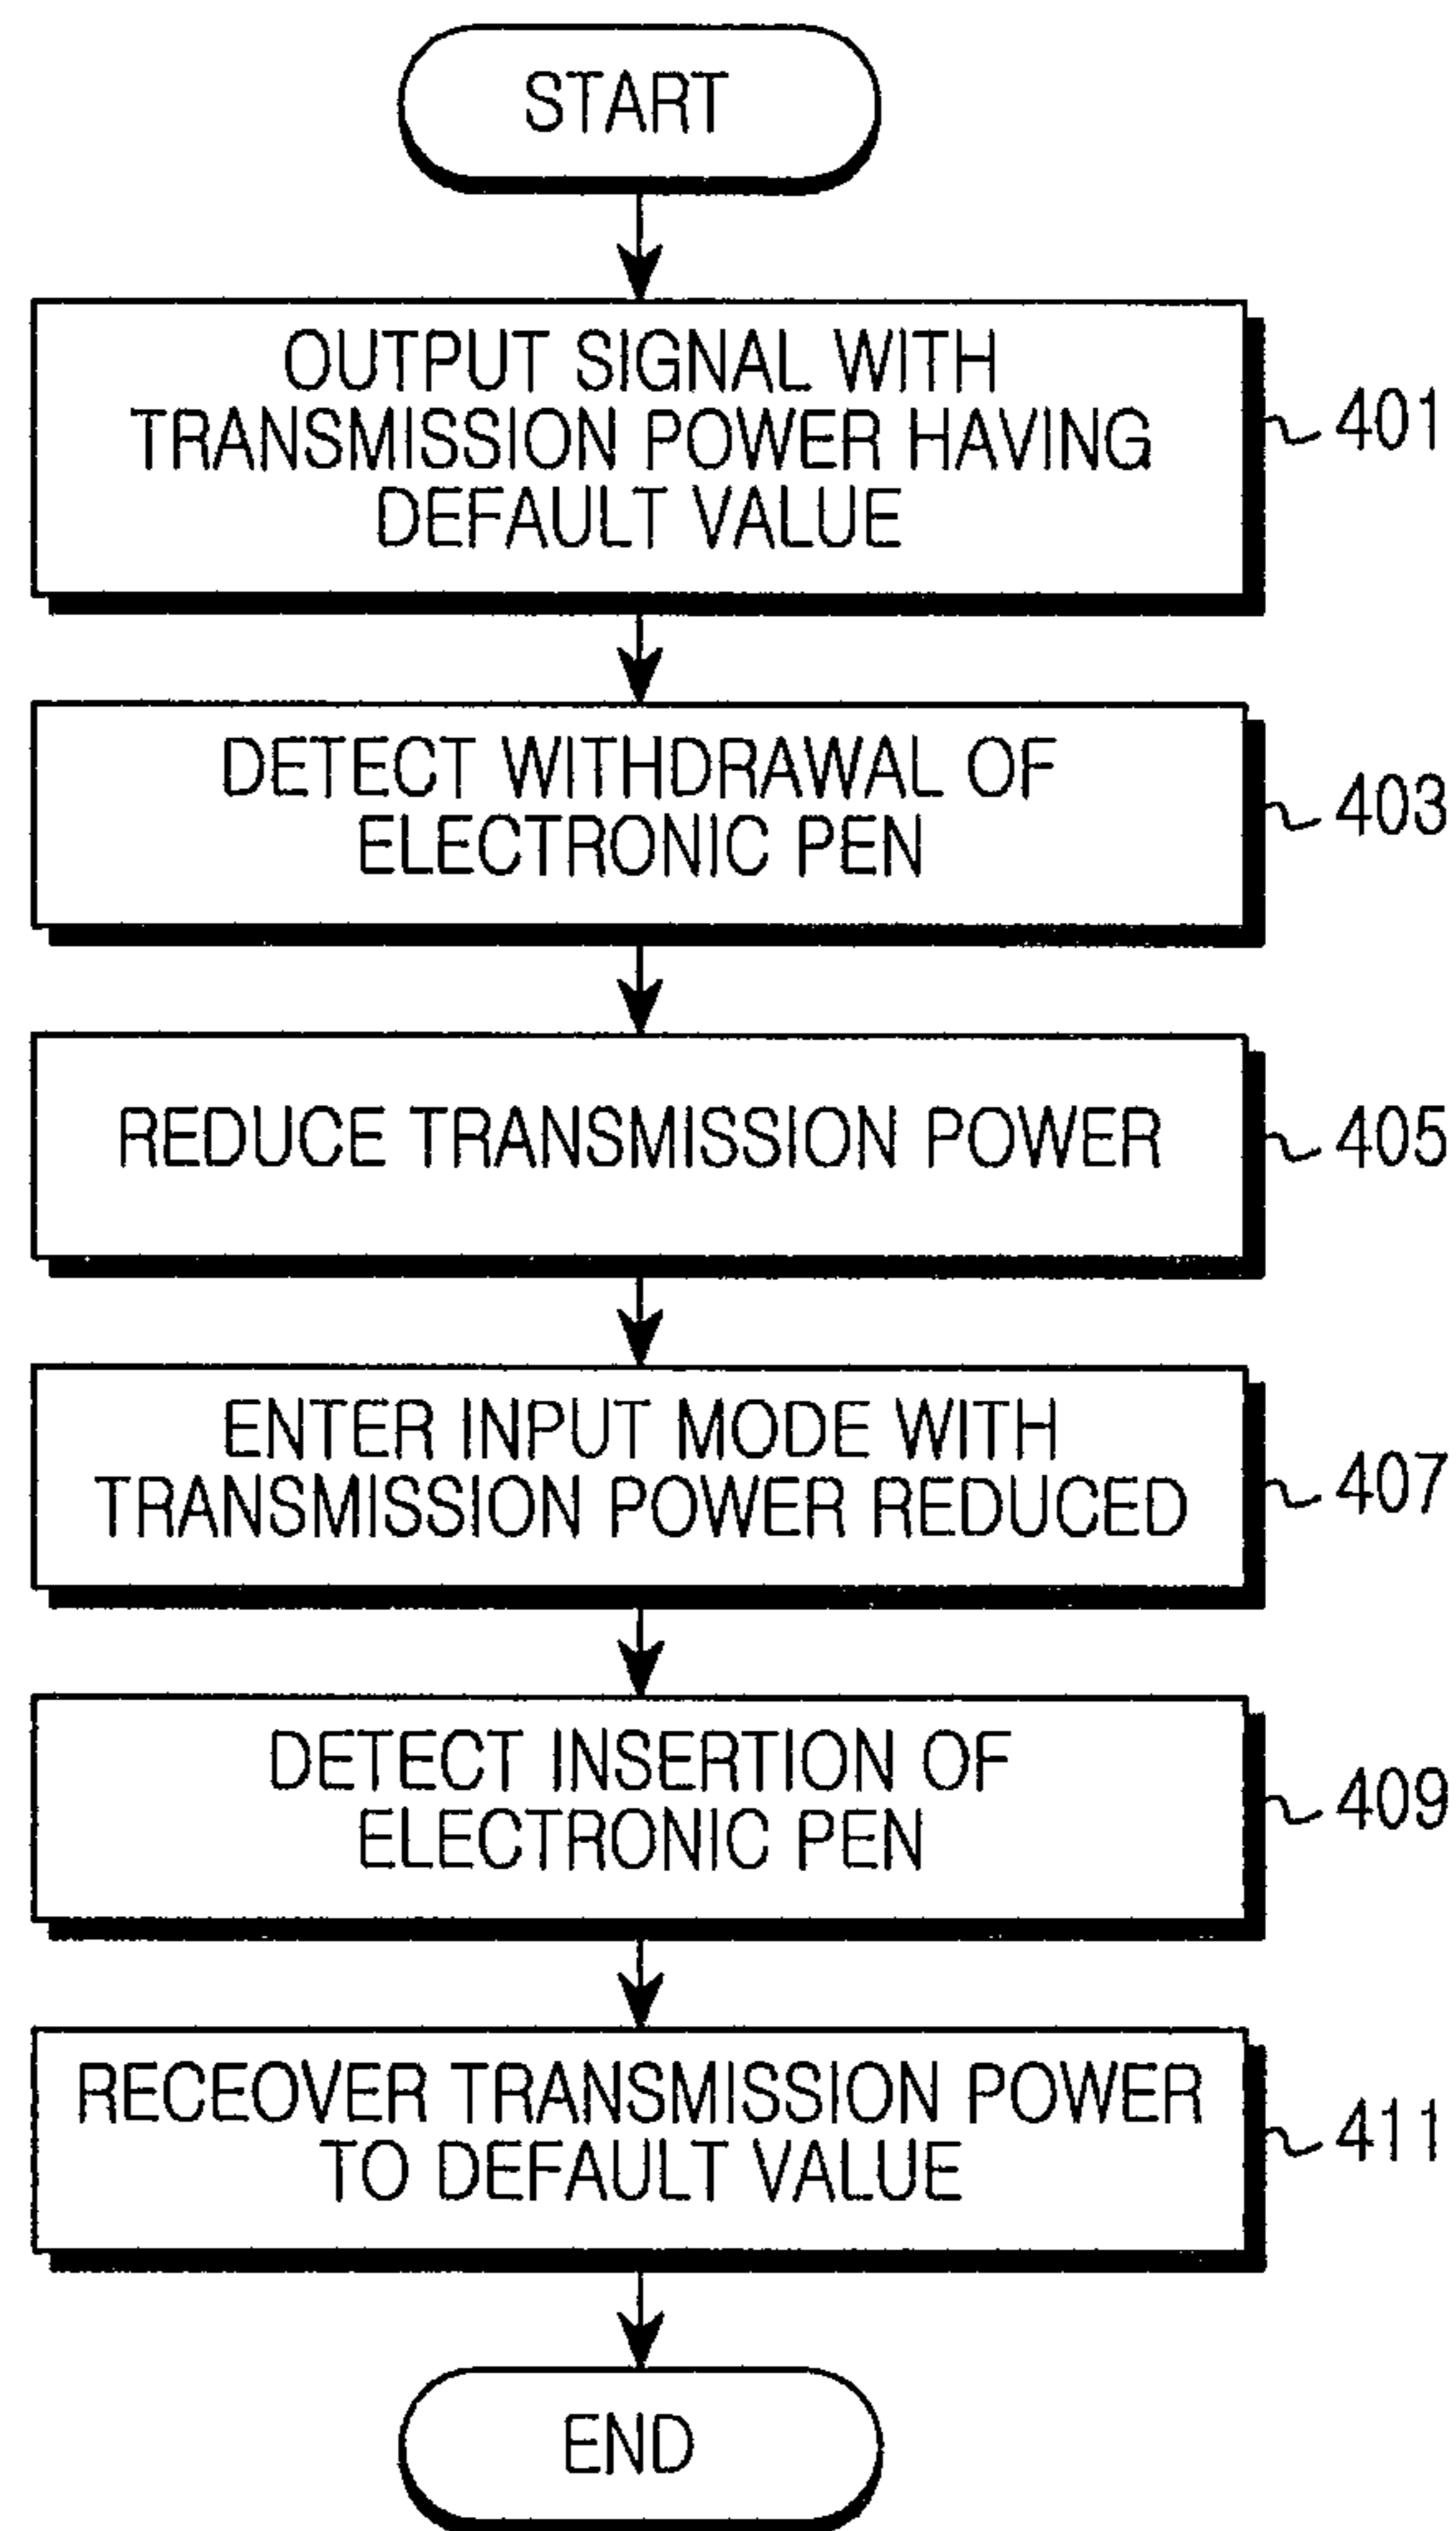 START
OUTPUT SIGNAL WITH
TRANSMISSION POWER HAVING
DEFAULT VALUE
401
DETECT WITHDRAWAL OF
ELECTRONIC PEN
403
REDUCE TRANSMISSION POWER
405
ENTER INPUT MODE WITH
TRANSMISSION POWER REDUCED
407
DETECT INSERTION OF
ELECTRONIC PEN
409
RECEOVER TRANSMISSION POWER
TO DEFAULT VALUE
411
END